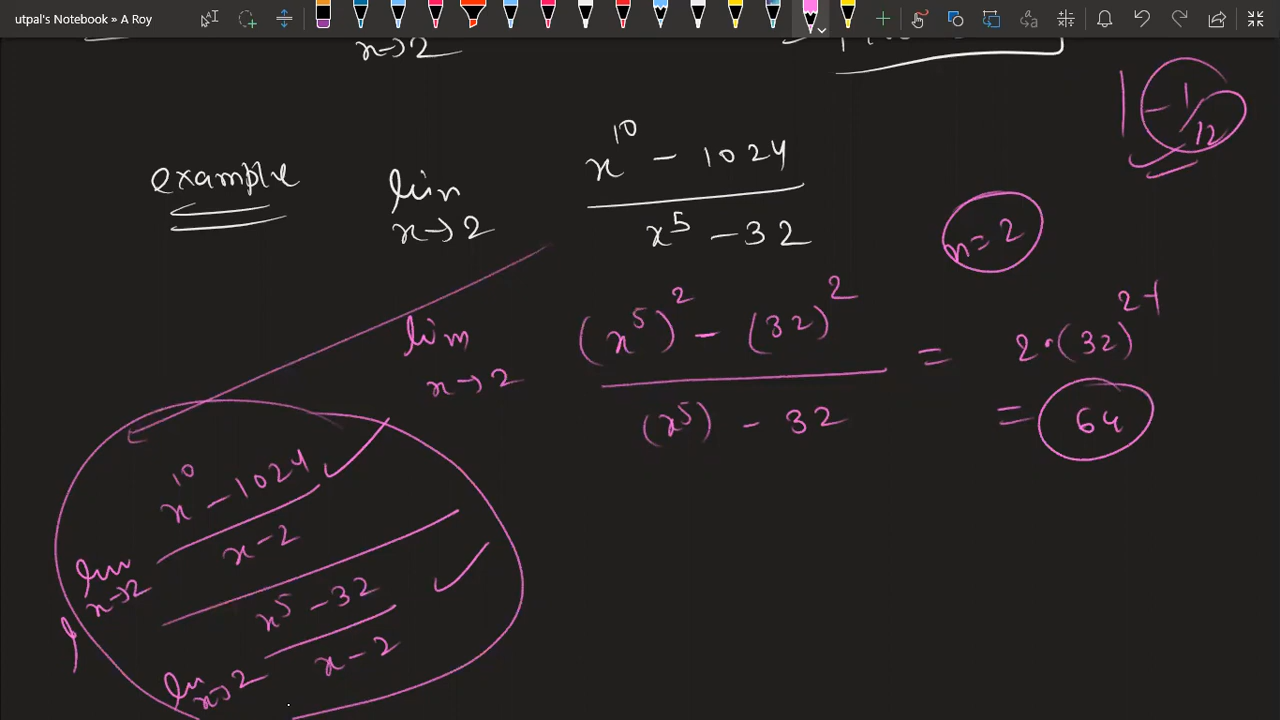 utpal's Notebook » A Roy
x→2
example lim x→2 (x^10 - 1024)/(x^5 - 32)
-1/12
n=2
lim x→2 ((x^5)^2 - (32)^2)/((x^5) - 32) = 2·(32)^2-1
= 64
lim x→2 (x^10 - 1024)/(x-2)
lim x→2 (x^5 - 32)/(x-2)